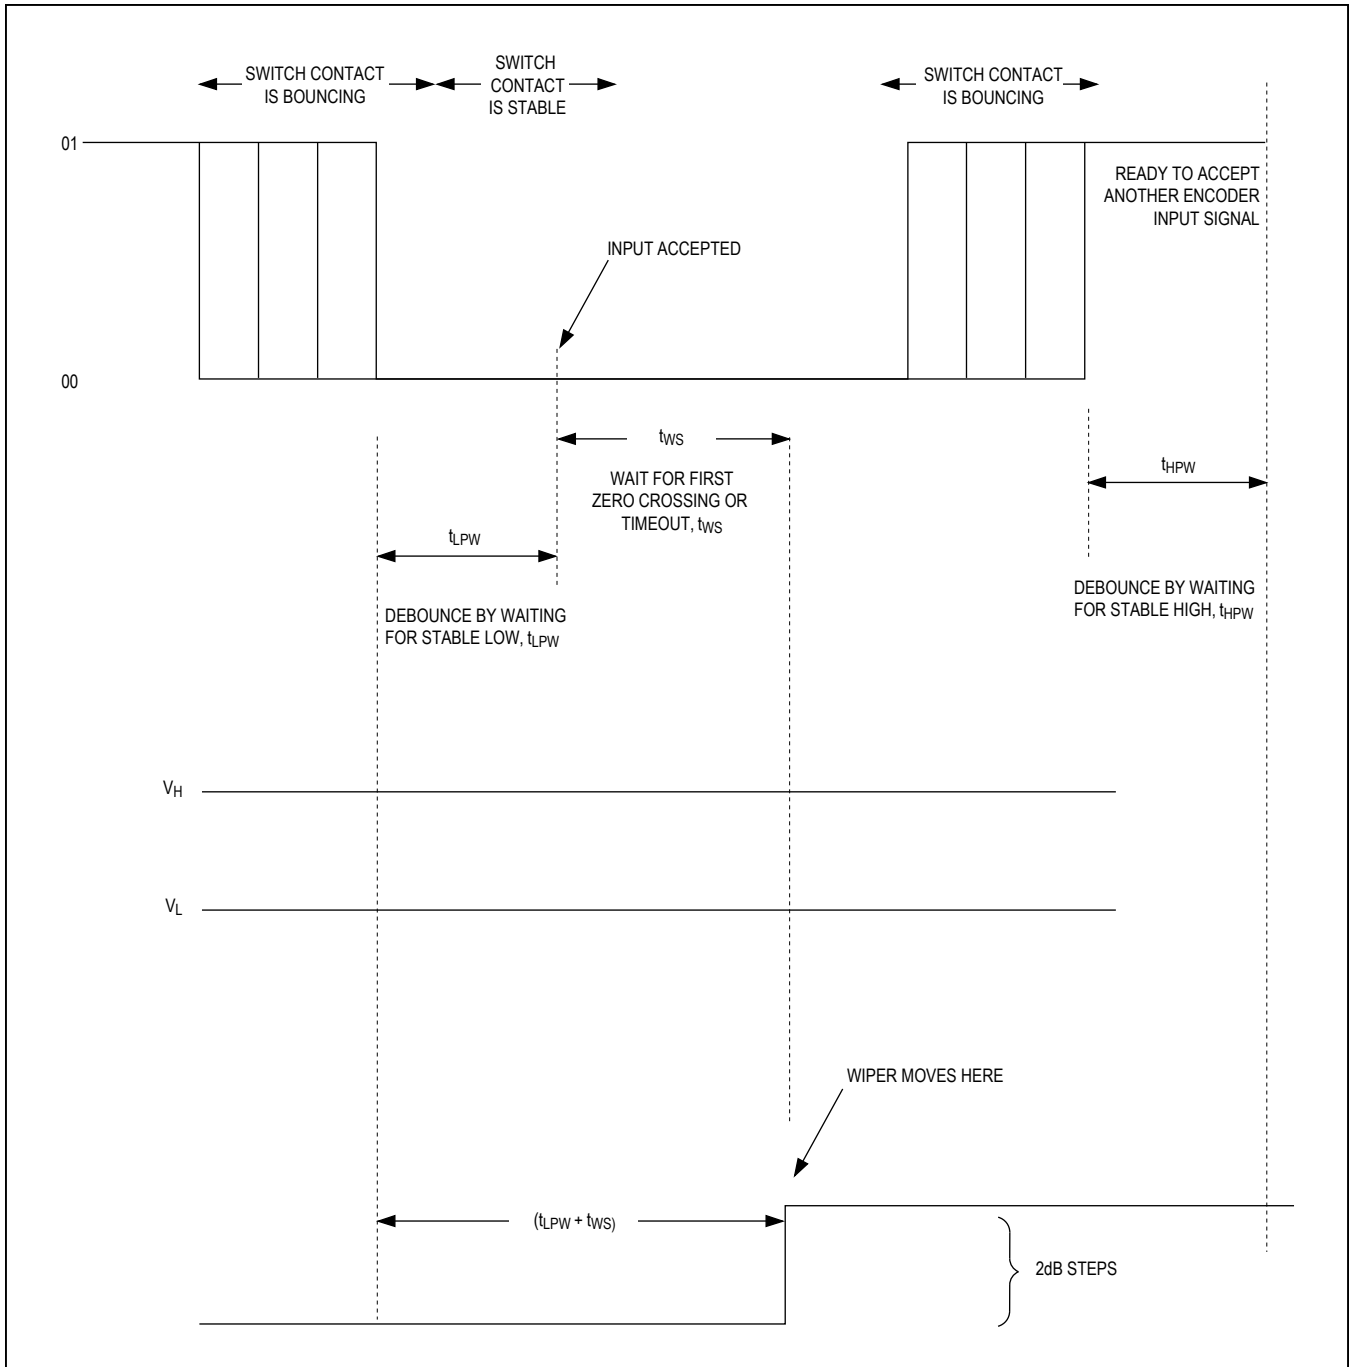 SWITCH CONTACT
IS BOUNCING
SWITCH
CONTACT
IS STABLE
SWITCH CONTACT
IS BOUNCING
01
READY TO ACCEPT
ANOTHER ENCODER
INPUT SIGNAL
INPUT ACCEPTED
00
tWS
WAIT FOR FIRST
ZERO CROSSING OR
TIMEOUT, tWS
tHPW
tLPW
DEBOUNCE BY WAITING
FOR STABLE HIGH, tHPW
DEBOUNCE BY WAITING
FOR STABLE LOW, tLPW
VH
VL
WIPER MOVES HERE
(tLPW + tWS)
2dB STEPS